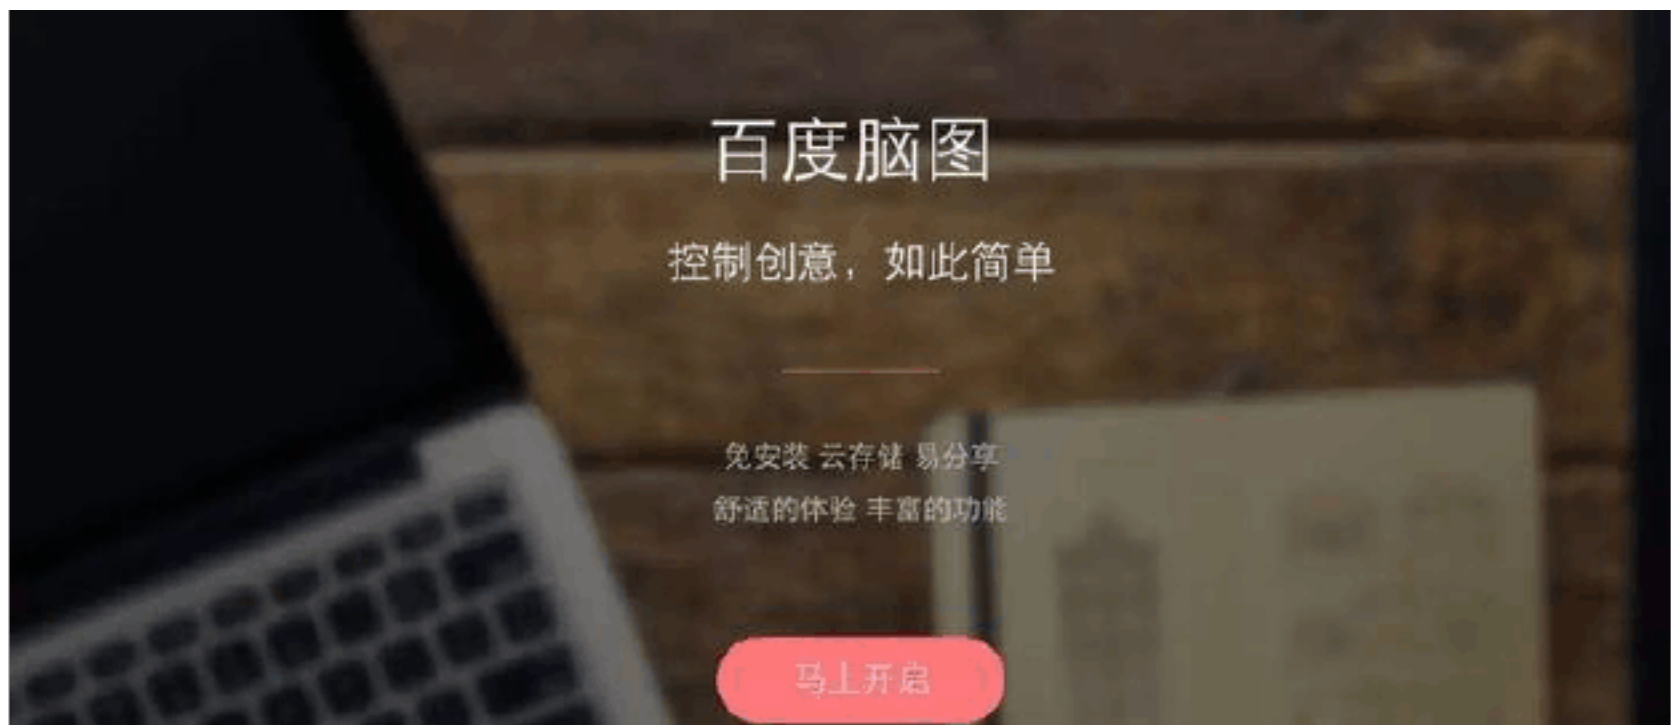 百度脑图
控制创意，如此简单
免安装 云存储 易分享
舒适的体验 丰富的功能
马上开启